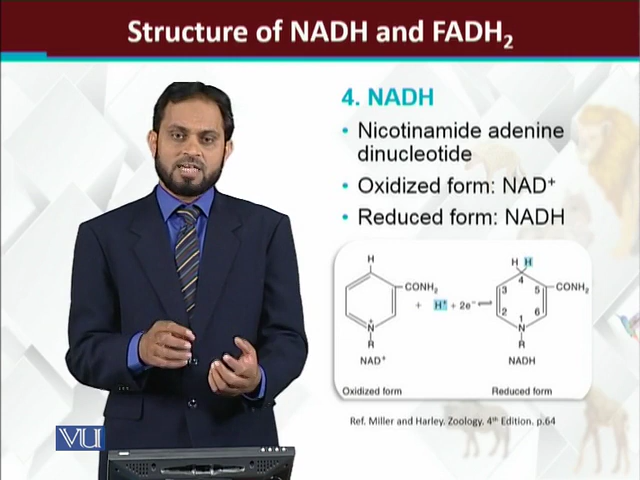 Structure of NADH and FADH₂
4. NADH
• Nicotinamide adenine
dinucleotide
• Oxidized form: NAD⁺
• Reduced form: NADH
H
CONH₂
+ H⁺ + 2e⁻
N
+
R
NAD⁺
Oxidized form
H H
4
3 5
CONH₂
2 6
1
N
R
NADH
Reduced form
Ref. Miller and Harley. Zoology. 4th Edition. p.64
VU